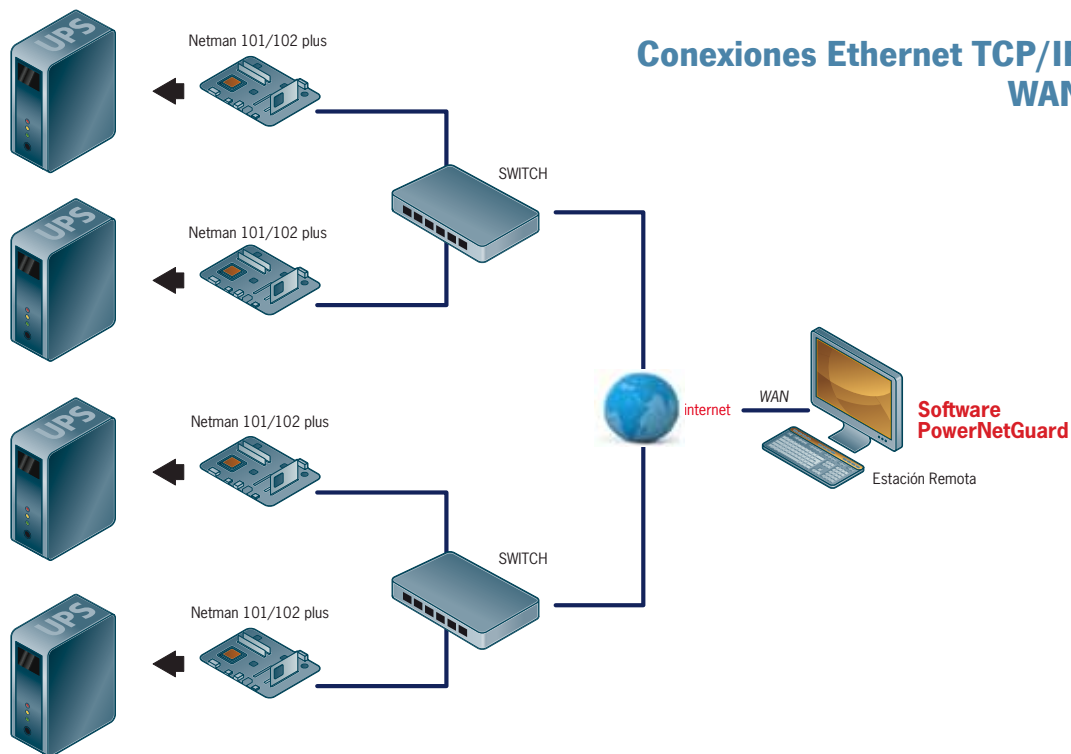 Conexiones Ethernet TCP/IP
WAN
UPS
Netman 101/102 plus
SWITCH
UPS
Netman 101/102 plus
internet
WAN
Software
PowerNetGuard
Estación Remota
UPS
Netman 101/102 plus
SWITCH
UPS
Netman 101/102 plus